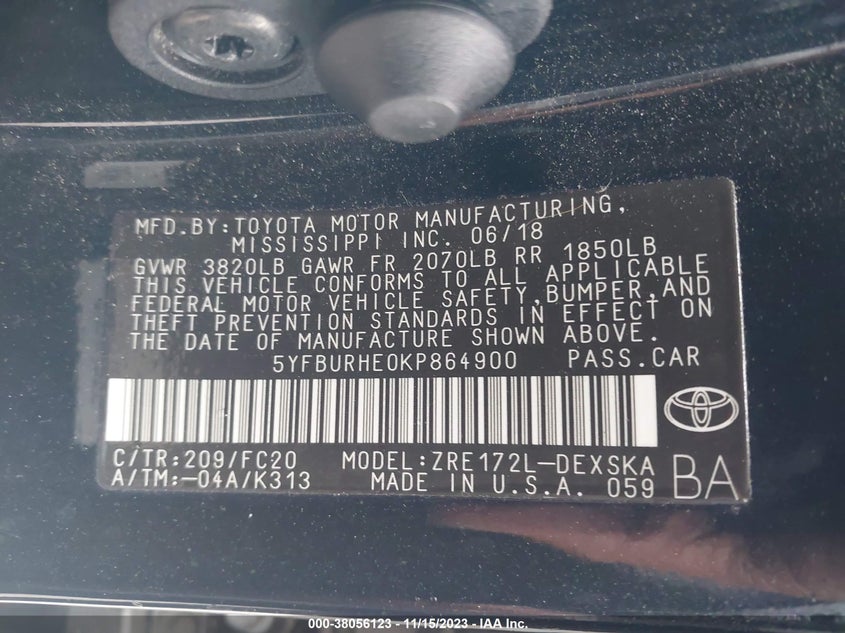 MFD.BY:TOYOTA MOTOR MANUFACTURING,
MISSISSIPPI INC. 06/18
GVWR 3820LB GAWR FR 2070LB RR 1850LB
THIS VEHICLE CONFORMS TO ALL APPLICABLE
FEDERAL MOTOR VEHICLE SAFETY,BUMPER,AND
THEFT PREVENTION STANDARDS IN EFFECT ON
THE DATE OF MANUFACTURE SHOWN ABOVE.
5YFBURHE0KP864900 PASS.CAR
C/TR:209/FC20 MODEL:ZRE172L-DEXSKA
A/TM:-04A/K313 MADE IN U.S.A. 059 BA
000-38056123 - 11/15/2023 - IAA Inc.